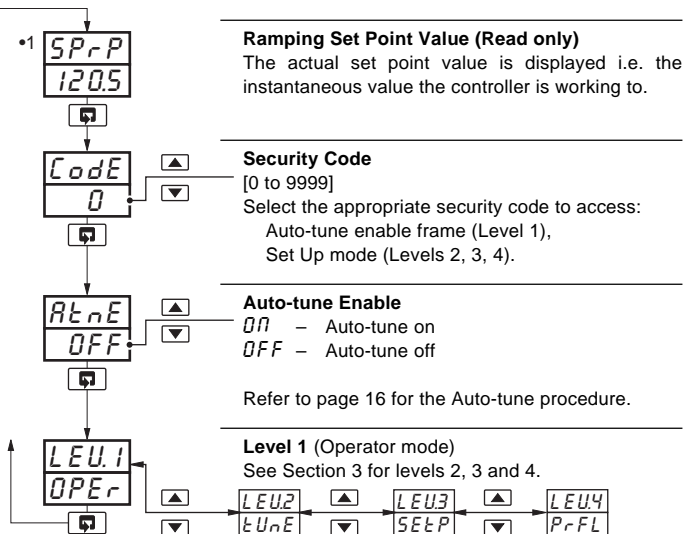 •1
SPrP
120.5
Ramping Set Point Value (Read only)
The actual set point value is displayed i.e. the
instantaneous value the controller is working to.
CodE
0
Security Code
[0 to 9999]
Select the appropriate security code to access:
Auto-tune enable frame (Level 1),
Set Up mode (Levels 2, 3, 4).
AtnE
OFF
Auto-tune Enable
On – Auto-tune on
OFF – Auto-tune off
Refer to page 16 for the Auto-tune procedure.
LEU.1
OPEr
Level 1 (Operator mode)
See Section 3 for levels 2, 3 and 4.
LEU.2
tUnE
LEU.3
SEtP
LEU.4
PrFL